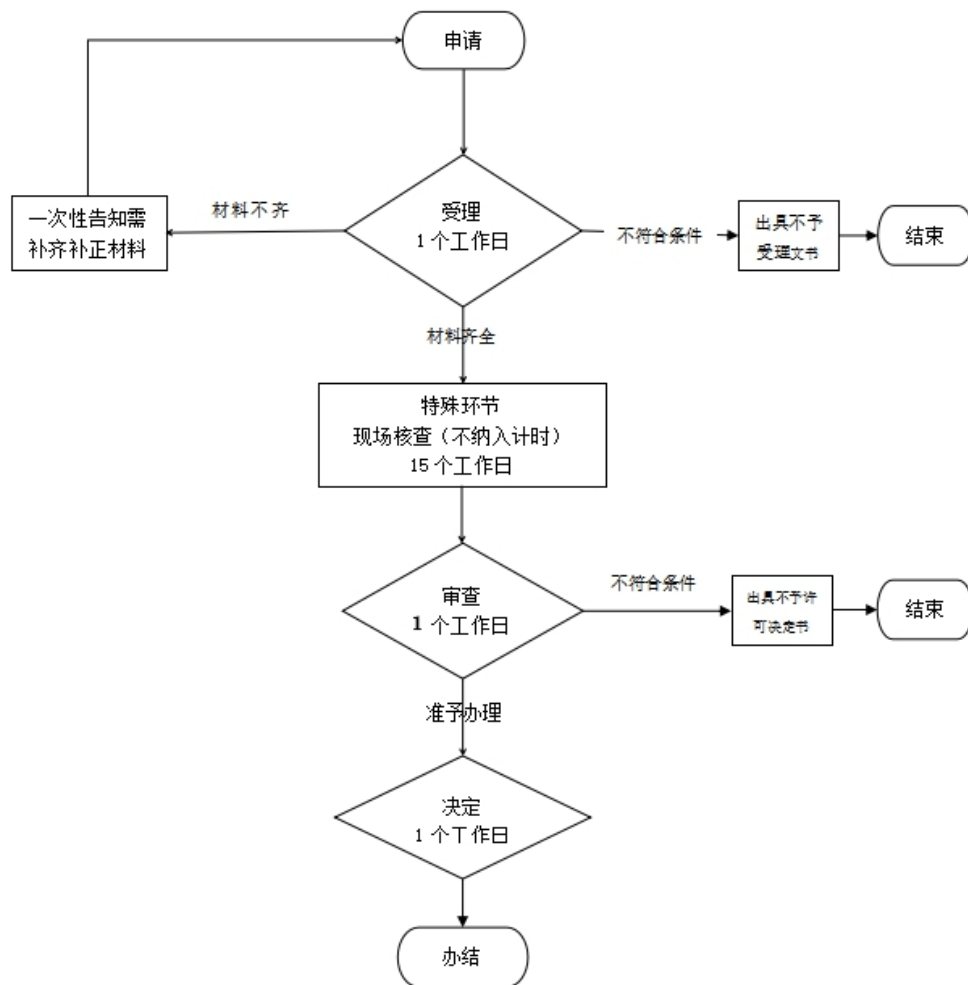 申请
一次性告知需
补齐补正材料
材料不齐
受理
1 个工作日
不符合条件
出具不予
受理文书
结束
材料齐全
特殊环节
现场核查（不纳入计时）
15 个工作日
审查
1 个工作日
不符合条件
出具不予许
可决定书
结束
准予办理
决定
1 个工作日
办结